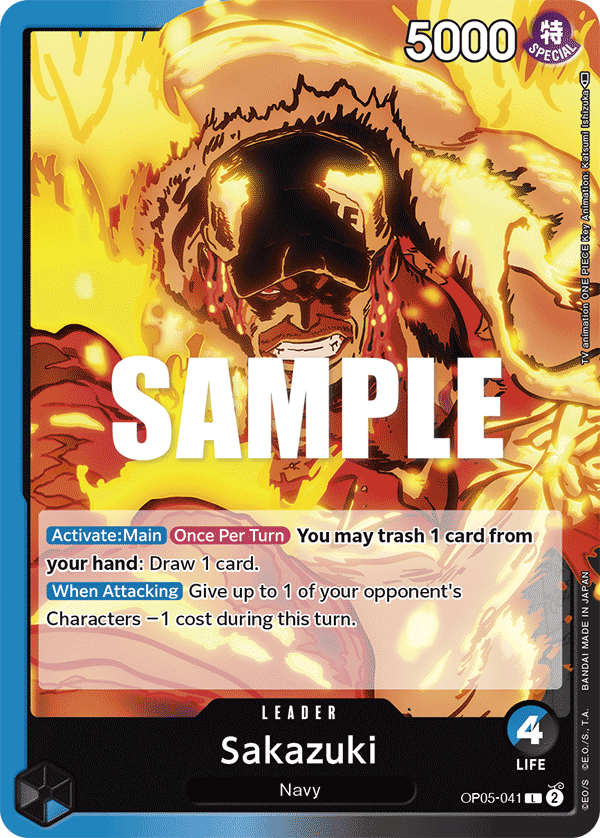 5000
特
SPECIAL
LE
TV animation ONE PIECE Key Animation: Katsumi Ishizuka
SAMPLE
Activate:Main Once Per Turn You may trash 1 card from
your hand: Draw 1 card.
When Attacking Give up to 1 of your opponent's
Characters −1 cost during this turn.
©E.O/S ©E.O./S., T.A. BANDAI MADE IN JAPAN
LEADER
4
LIFE
Sakazuki
Navy
OP05-041 L 2